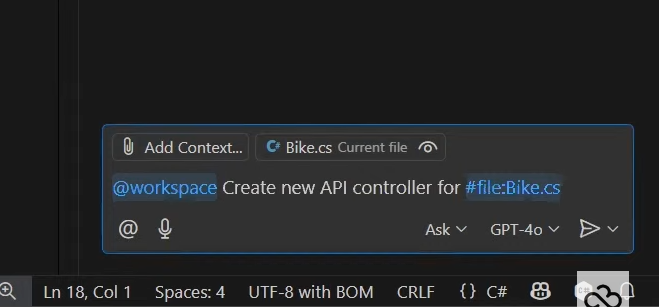 Add Context... C# Bike.cs Current file
@workspace Create new API controller for #file:Bike.cs
@ Ask GPT-4o
Ln 18, Col 1 Spaces: 4 UTF-8 with BOM CRLF {} C#